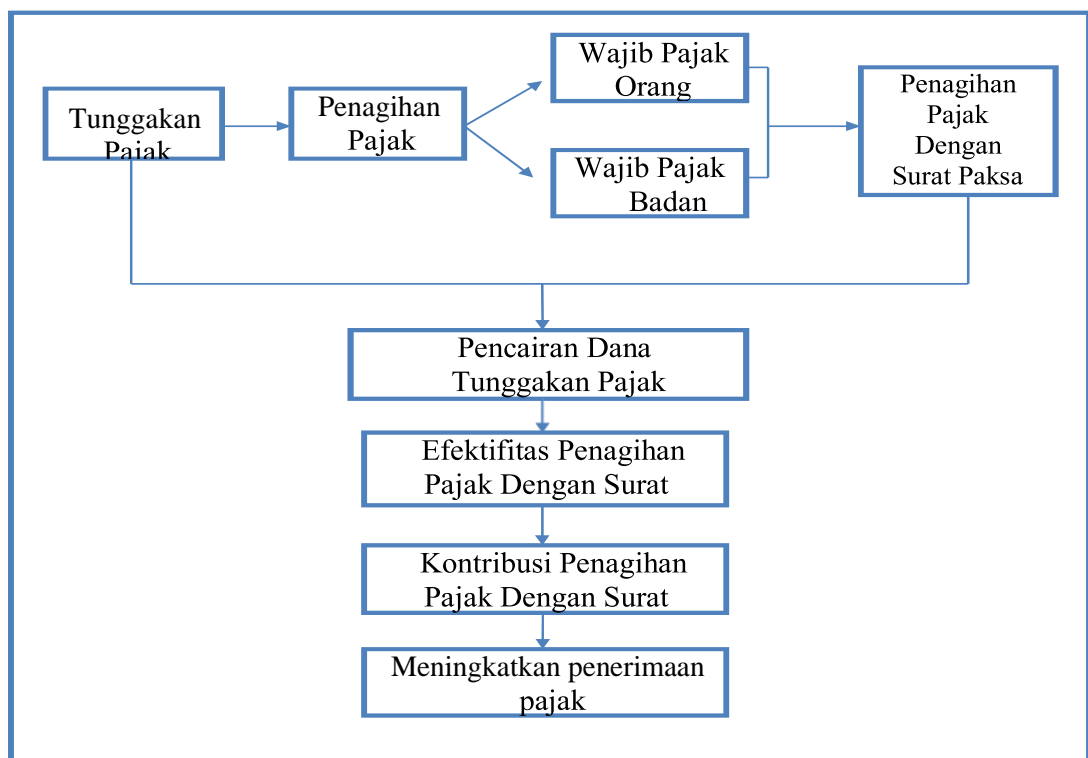 Tunggakan
Pajak
Penagihan
Pajak
Wajib Pajak
Orang
Wajib Pajak
Badan
Penagihan
Pajak
Dengan
Surat Paksa
Pencairan Dana
Tunggakan Pajak
Efektifitas Penagihan
Pajak Dengan Surat
Kontribusi Penagihan
Pajak Dengan Surat
Meningkatkan penerimaan
pajak